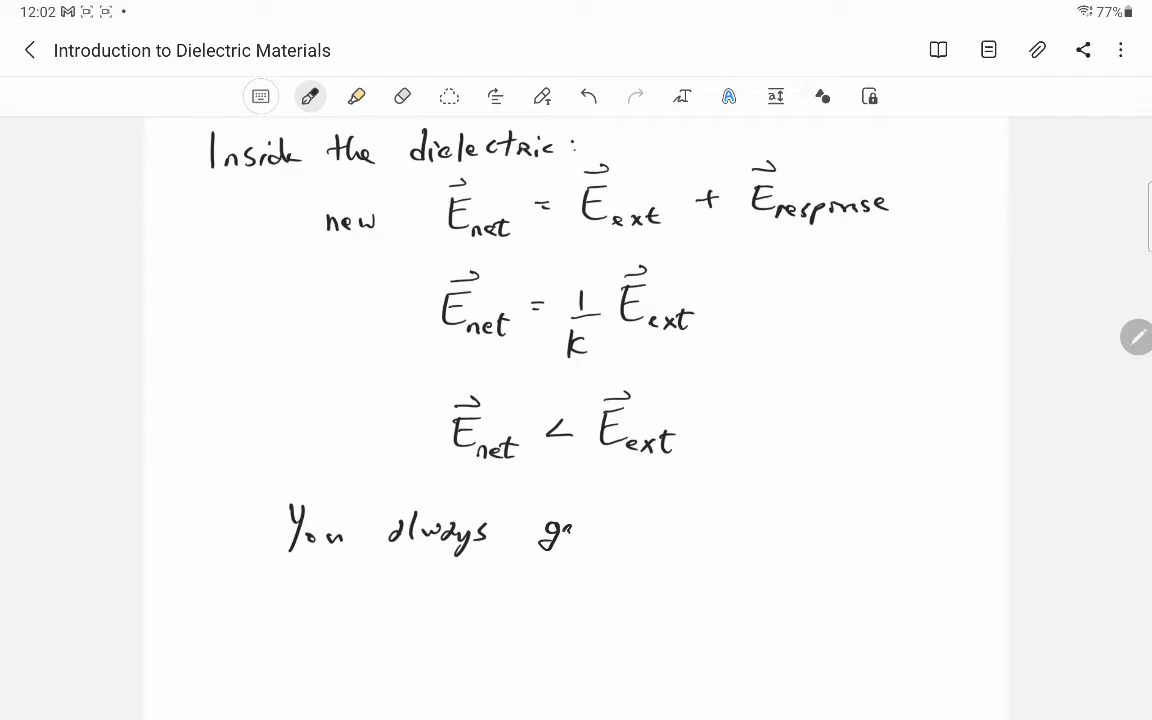 12:02 77%
Introduction to Dielectric Materials
Inside the dielectric:
new E⃗net = E⃗ext + E⃗response
E⃗net = 1/k E⃗ext
E⃗net < E⃗ext
You always